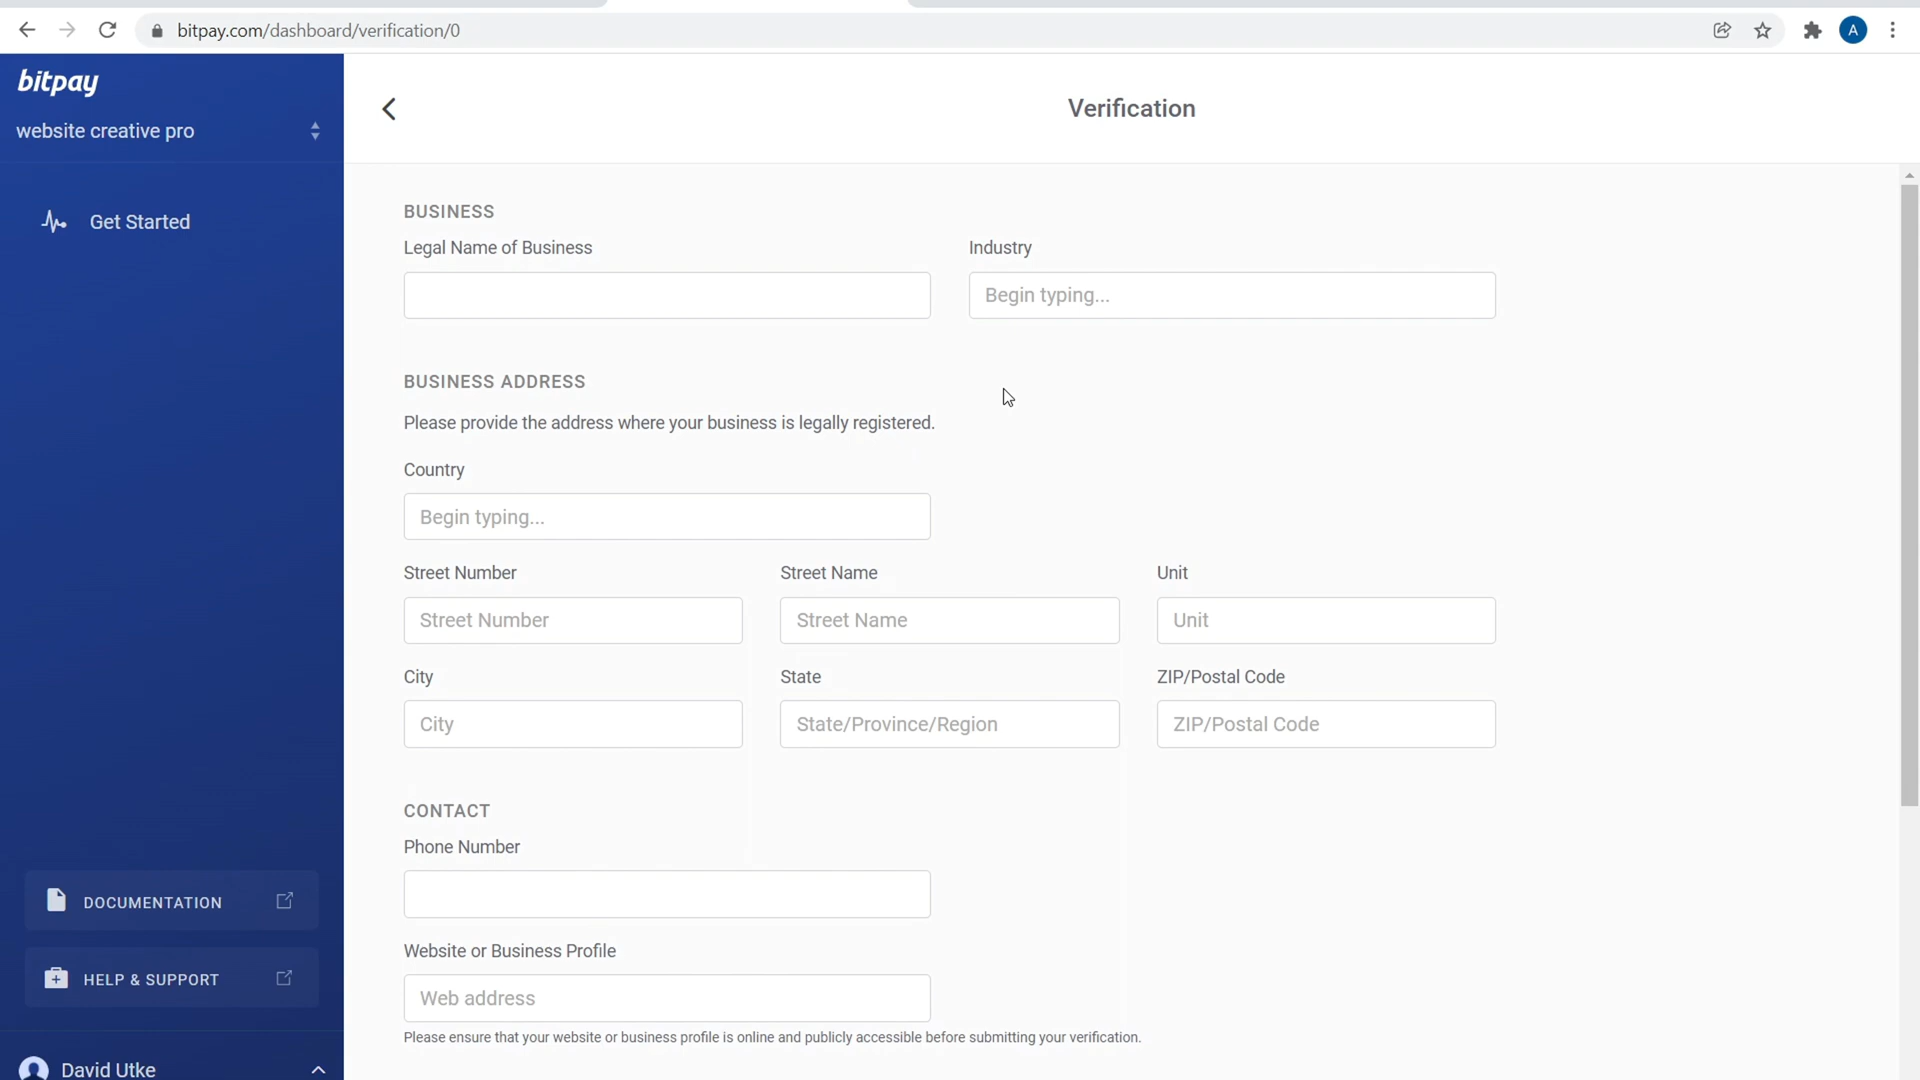 bitpay.com/dashboard/verification/0
A
bitpay
website creative pro
Get Started
DOCUMENTATION
HELP & SUPPORT
David Utke
Verification
BUSINESS
Legal Name of Business
Industry
Begin typing...
BUSINESS ADDRESS
Please provide the address where your business is legally registered.
Country
Begin typing...
Street Number
Street Name
Unit
Street Number
Street Name
Unit
City
State
ZIP/Postal Code
City
State/Province/Region
ZIP/Postal Code
CONTACT
Phone Number
Website or Business Profile
Web address
Please ensure that your website or business profile is online and publicly accessible before submitting your verification.